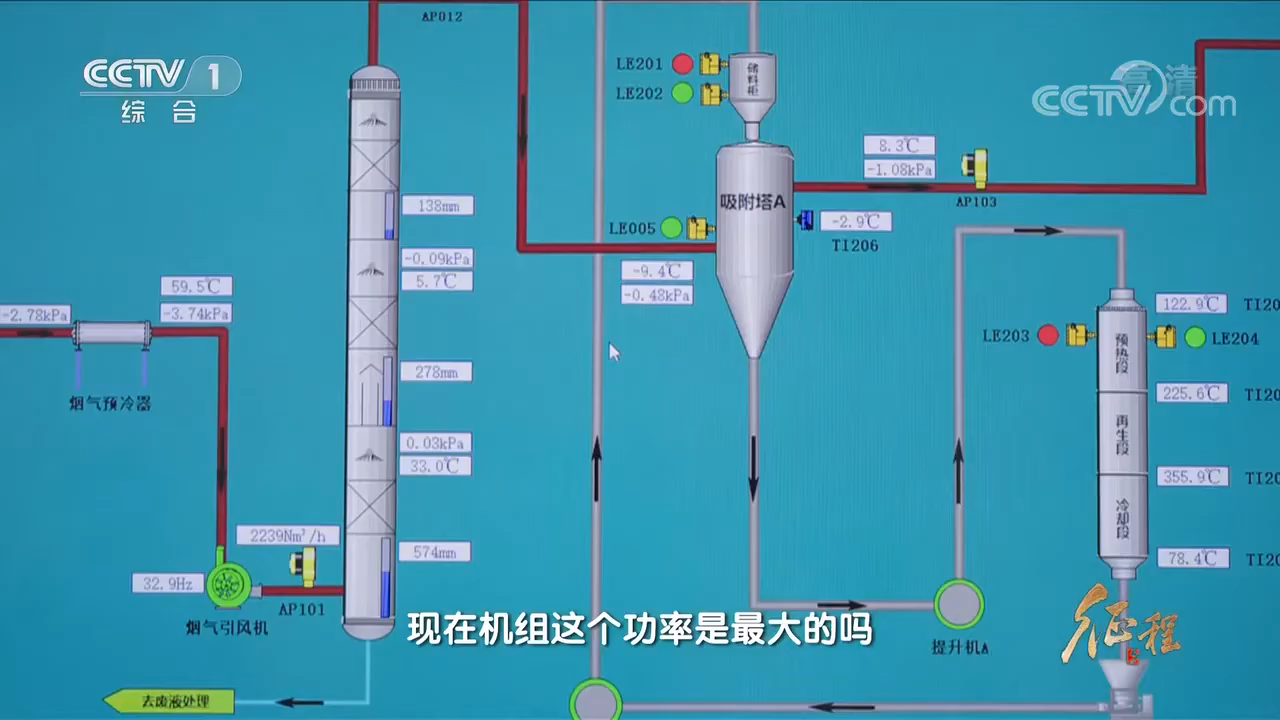 AP012
CCTV 1
综合
高清
CCTV com
LE201
储料柜
LE202
8.3℃
-1.08kPa
AP103
吸附塔A
138mm
LE005
-2.9℃
TI206
-0.09kPa
5.7℃
-9.4℃
-0.48kPa
59.5℃
-3.74kPa
-2.78kPa
122.9℃
TI20
LE203
LE204
预热段
278mm
225.6℃
TI20
烟气预冷器
再生段
0.03kPa
33.0℃
355.9℃
TI20
冷却段
2239Nm³/h
574mm
78.4℃
TI20
32.9Hz
AP101
烟气引风机
现在机组这个功率是最大的吗
提升机A
征程
去废液处理